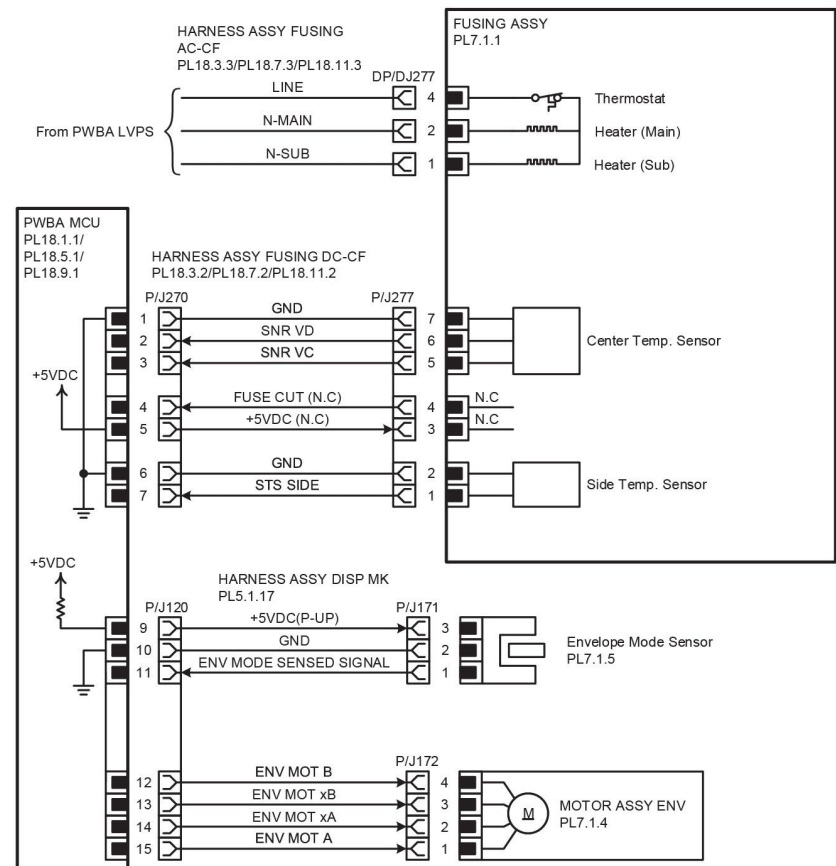 HARNESS ASSY FUSING
AC-CF
PL18.3.3/PL18.7.3/PL18.11.3
FUSING ASSY
PL7.1.1
DP/DJ277
LINE
4
Thermostat
From PWBA LVPS
N-MAIN
2
Heater (Main)
N-SUB
1
Heater (Sub)
PWBA MCU
PL18.1.1/
PL18.5.1/
PL18.9.1
HARNESS ASSY FUSING DC-CF
PL18.3.2/PL18.7.2/PL18.11.2
P/J270
P/J277
1
GND
7
2
SNR VD
6
Center Temp. Sensor
3
SNR VC
5
+5VDC
4
FUSE CUT (N.C)
4
N.C
5
+5VDC (N.C)
3
N.C
6
GND
2
7
STS SIDE
1
Side Temp. Sensor
+5VDC
HARNESS ASSY DISP MK
PL5.1.17
P/J120
P/J171
9
+5VDC(P-UP)
3
10
GND
2
Envelope Mode Sensor
PL7.1.5
11
ENV MODE SENSED SIGNAL
1
P/J172
12
ENV MOT B
4
13
ENV MOT xB
3
14
ENV MOT xA
2
15
ENV MOT A
1
M
MOTOR ASSY ENV
PL7.1.4